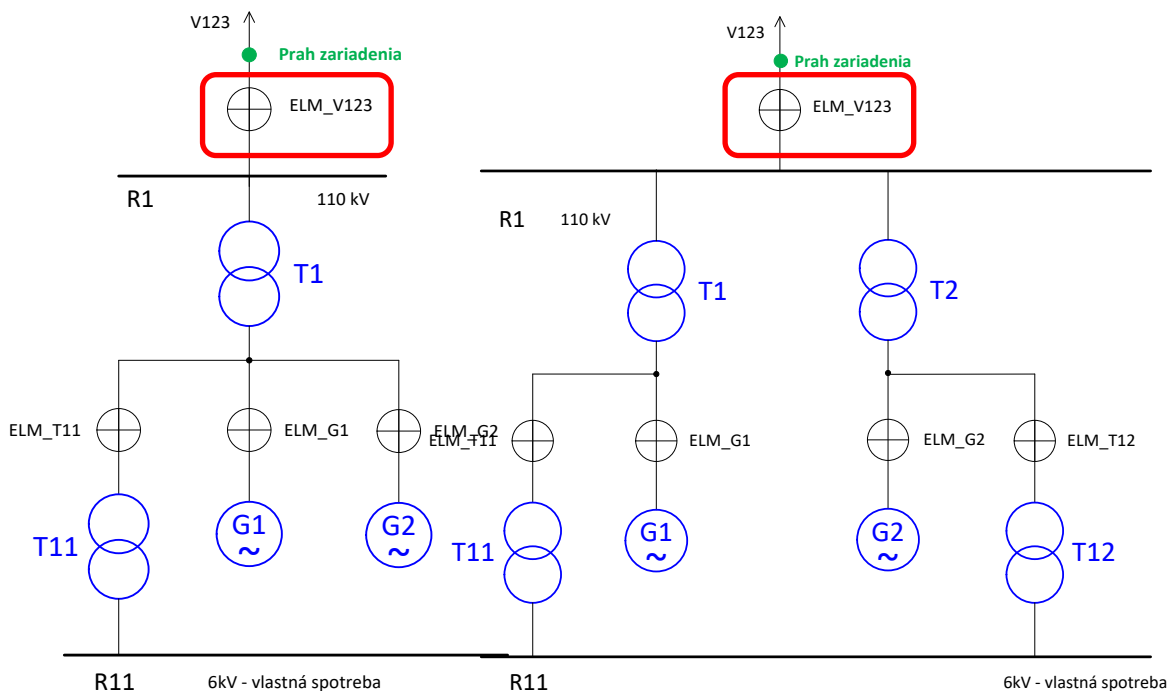 V123
Prah zariadenia
ELM_V123
R1
110 kV
T1
ELM_T11
ELM_G1
ELM_G2
T11
G1
~
G2
~
R11
6kV - vlastná spotreba
V123
Prah zariadenia
ELM_V123
R1
110 kV
T1
T2
ELM_T11
ELM_G1
ELM_G2
ELM_T12
T11
G1
~
G2
~
T12
R11
6kV - vlastná spotreba